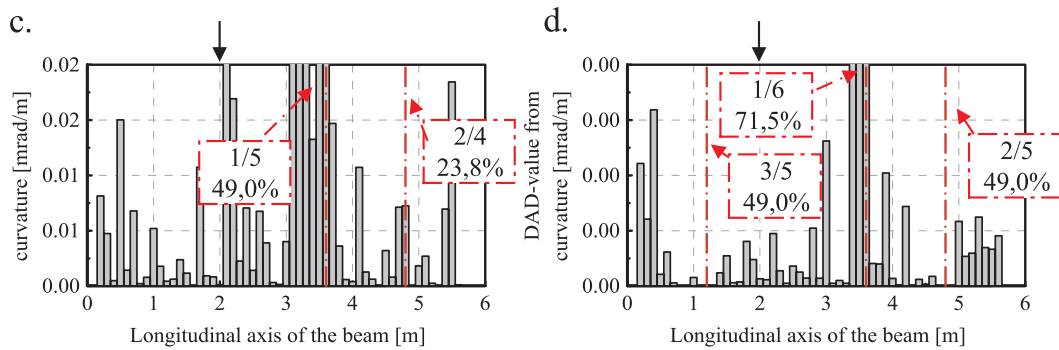 c.
curvature [mrad/m]
0.02
0.02
0.01
0.01
0.00
1/5
49,0%
2/4
23,8%
0 1 2 3 4 5 6
Longitudinal axis of the beam [m]
d.
DAD-value from
curvature [mrad/m]
0.00
0.00
0.00
0.00
0.00
1/6
71,5%
3/5
49,0%
2/5
49,0%
0 1 2 3 4 5 6
Longitudinal axis of the beam [m]